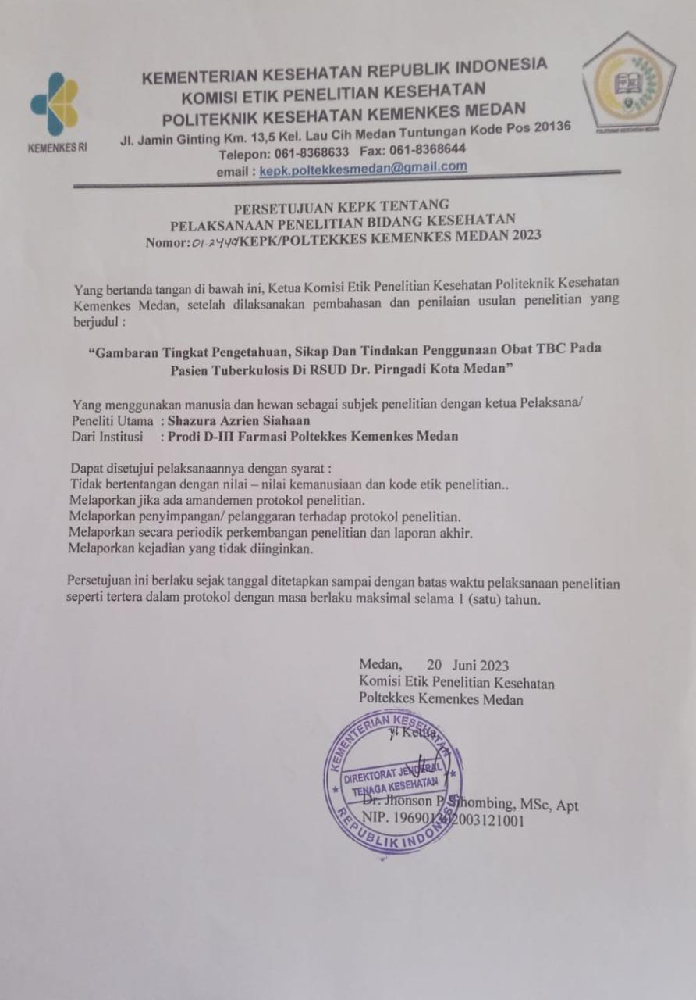 KEMENTERIAN KESEHATAN REPUBLIK INDONESIA
KOMISI ETIK PENELITIAN KESEHATAN
POLITEKNIK KESEHATAN KEMENKES MEDAN
Jl. Jamin Ginting Km. 13,5 Kel. Lau Cih Medan Tuntungan Kode Pos 20136
Telepon: 061-8368633 Fax: 061-8368644
email : kepk.poltekkesmedan@gmail.com
KEMENKES RI
POLITEKNIK KESEHATAN MEDAN
PERSETUJUAN KEPK TENTANG
PELAKSANAAN PENELITIAN BIDANG KESEHATAN
Nomor: /KEPK/POLTEKKES KEMENKES MEDAN 2023
Yang bertanda tangan di bawah ini, Ketua Komisi Etik Penelitian Kesehatan Politeknik Kesehatan
Kemenkes Medan, setelah dilaksanakan pembahasan dan penilaian usulan penelitian yang
berjudul :
“Gambaran Tingkat Pengetahuan, Sikap Dan Tindakan Penggunaan Obat TBC Pada
Pasien Tuberkulosis Di RSUD Dr. Pirngadi Kota Medan”
Yang menggunakan manusia dan hewan sebagai subjek penelitian dengan ketua Pelaksana/
Peneliti Utama : Shazura Azrien Siahaan
Dari Institusi : Prodi D-III Farmasi Poltekkes Kemenkes Medan
Dapat disetujui pelaksanaannya dengan syarat :
Tidak bertentangan dengan nilai – nilai kemanusiaan dan kode etik penelitian..
Melaporkan jika ada amandemen protokol penelitian.
Melaporkan penyimpangan/ pelanggaran terhadap protokol penelitian.
Melaporkan secara periodik perkembangan penelitian dan laporan akhir.
Melaporkan kejadian yang tidak diinginkan.
Persetujuan ini berlaku sejak tanggal ditetapkan sampai dengan batas waktu pelaksanaan penelitian
seperti tertera dalam protokol dengan masa berlaku maksimal selama 1 (satu) tahun.
Medan, 20 Juni 2023
Komisi Etik Penelitian Kesehatan
Poltekkes Kemenkes Medan
Ketua
KEMENTERIAN KESEHATAN
DIREKTORAT JENDERAL
TENAGA KESEHATAN
REPUBLIK INDONESIA
Dr. Jhonson P Sihombing, MSc, Apt
NIP. 196901302003121001